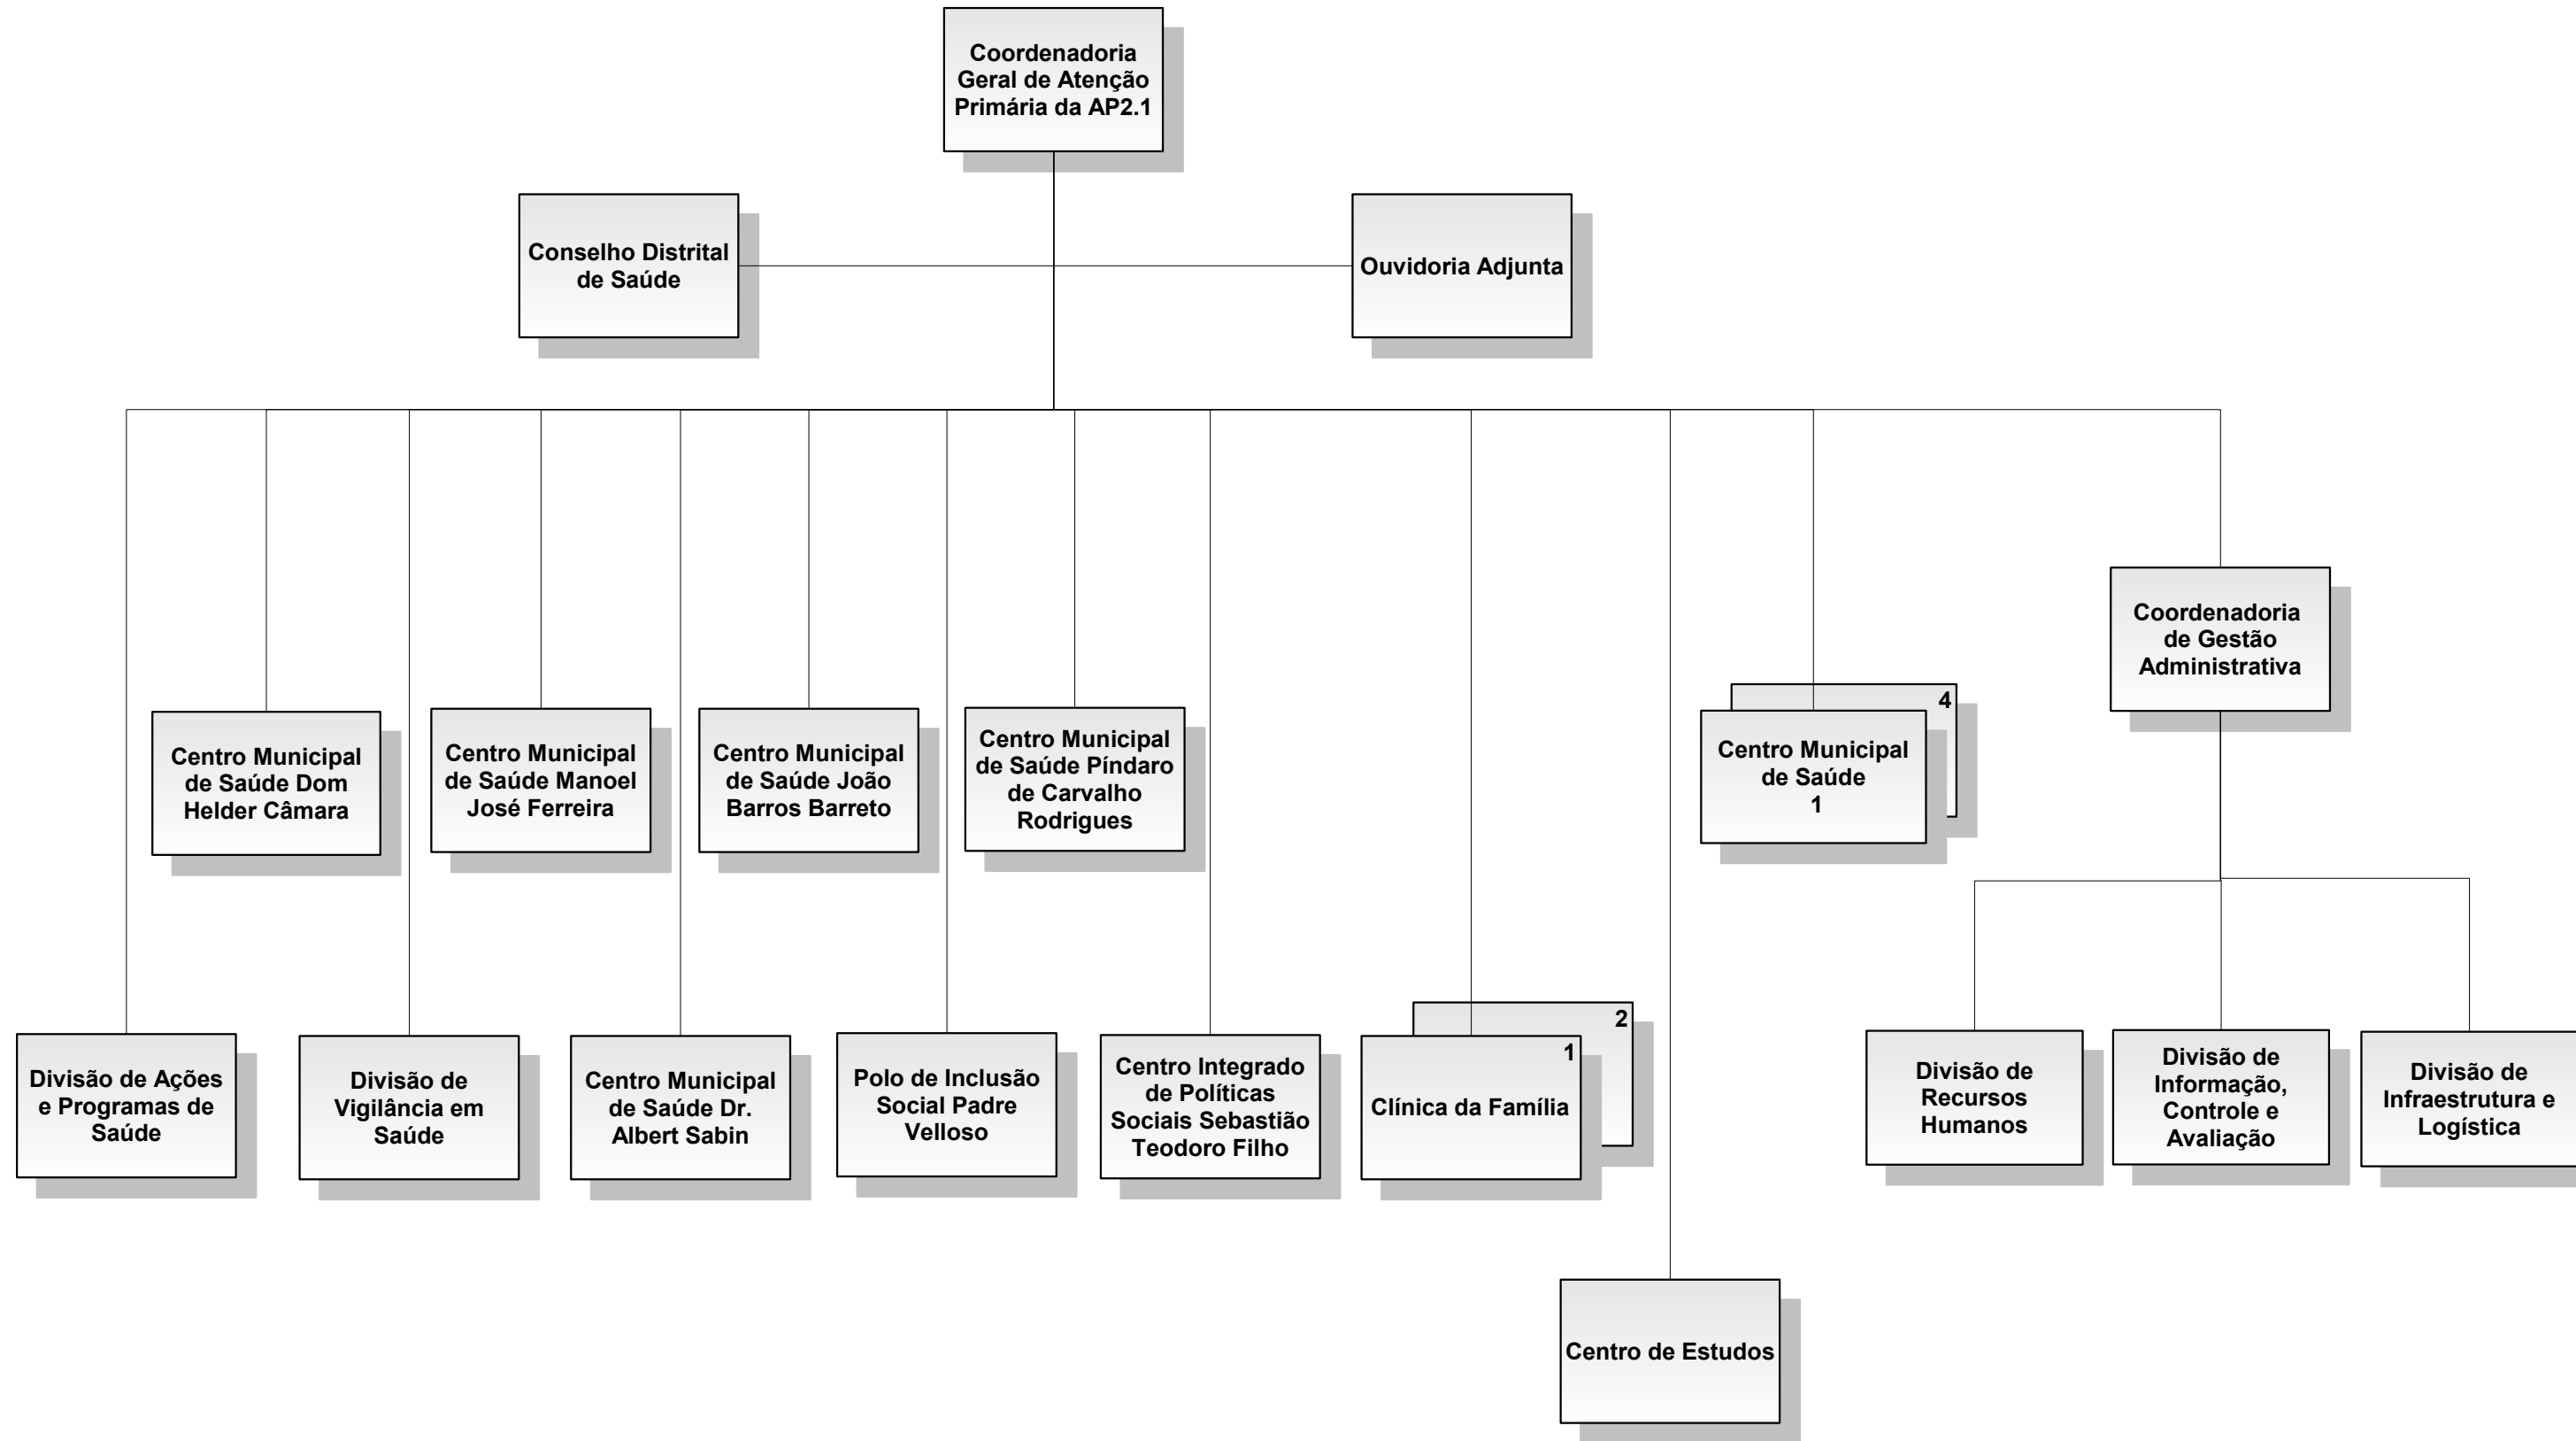 Coordenadoria
Geral de Atenção
Primária da AP2.1
Conselho Distrital
de Saúde
Ouvidoria Adjunta
Coordenadoria
de Gestão
Administrativa
Centro Municipal
de Saúde Dom
Helder Câmara
Centro Municipal
de Saúde Manoel
José Ferreira
Centro Municipal
de Saúde João
Barros Barreto
Centro Municipal
de Saúde Píndaro
de Carvalho
Rodrigues
4
Centro Municipal
de Saúde
1
Divisão de Ações
e Programas de
Saúde
Divisão de
Vigilância em
Saúde
Centro Municipal
de Saúde Dr.
Albert Sabin
Polo de Inclusão
Social Padre
Velloso
Centro Integrado
de Políticas
Sociais Sebastião
Teodoro Filho
2
1
Clínica da Família
Divisão de
Recursos
Humanos
Divisão de
Informação,
Controle e
Avaliação
Divisão de
Infraestrutura e
Logística
Centro de Estudos